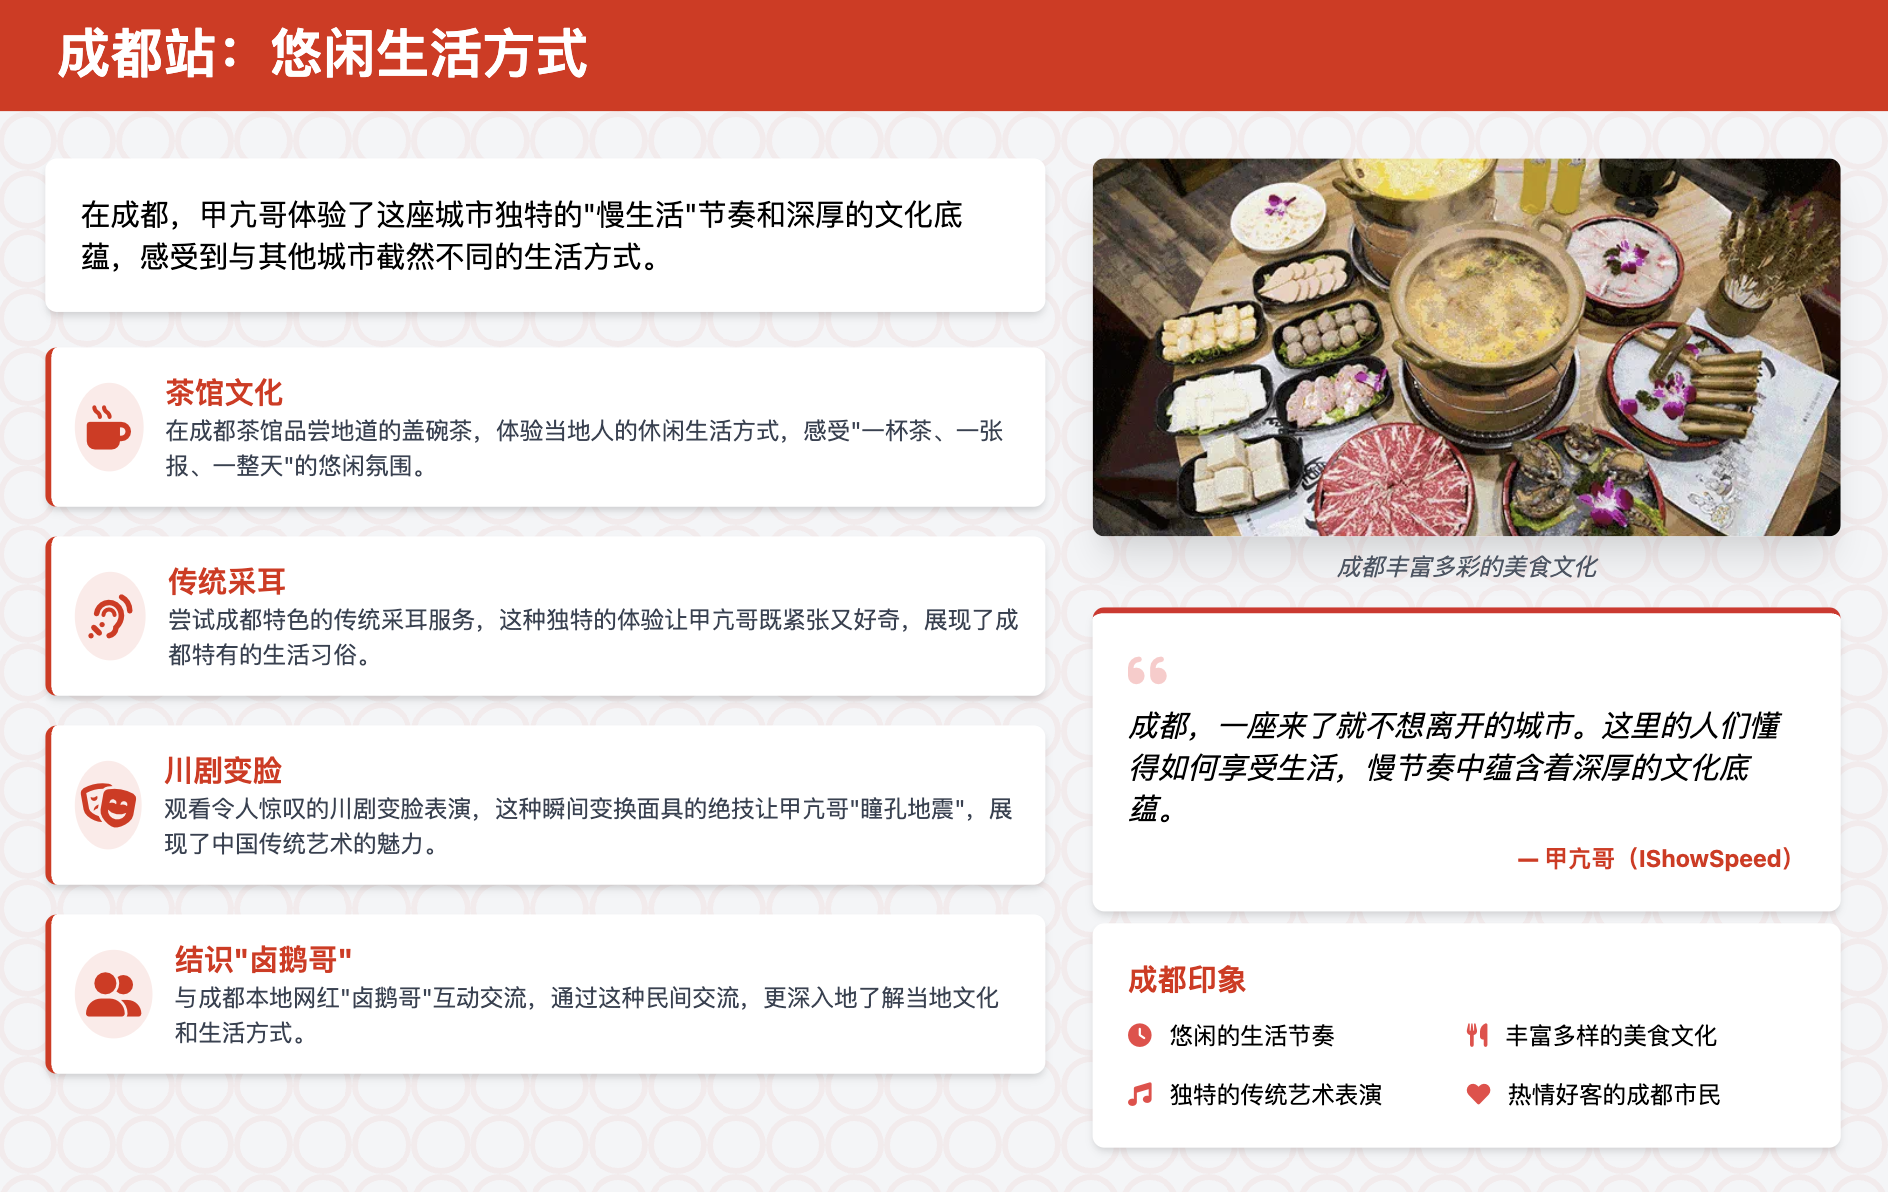 成都站：悠闲生活方式
在成都，甲亢哥体验了这座城市独特的"慢生活"节奏和深厚的文化底
蕴，感受到与其他城市截然不同的生活方式。
茶馆文化
在成都茶馆品尝地道的盖碗茶，体验当地人的休闲生活方式，感受"一杯茶、一张
报、一整天"的悠闲氛围。
传统采耳
尝试成都特色的传统采耳服务，这种独特的体验让甲亢哥既紧张又好奇，展现了成
都特有的生活习俗。
川剧变脸
观看令人惊叹的川剧变脸表演，这种瞬间变换面具的绝技让甲亢哥"瞳孔地震"，展
现了中国传统艺术的魅力。
结识"卤鹅哥"
与成都本地网红"卤鹅哥"互动交流，通过这种民间交流，更深入地了解当地文化
和生活方式。
成都丰富多彩的美食文化
成都，一座来了就不想离开的城市。这里的人们懂
得如何享受生活，慢节奏中蕴含着深厚的文化底
蕴。
— 甲亢哥（IShowSpeed）
成都印象
悠闲的生活节奏
丰富多样的美食文化
独特的传统艺术表演
热情好客的成都市民